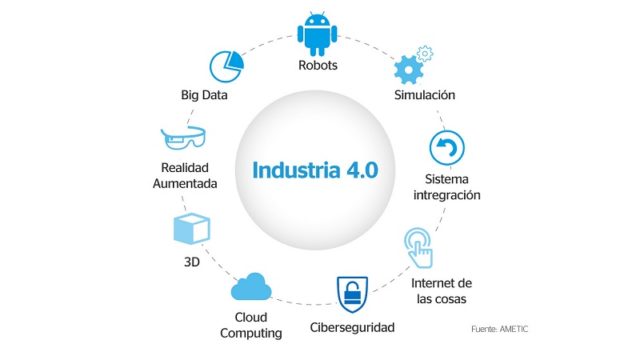 Robots
Simulación
Sistema
intregración
Internet de
las cosas
Ciberseguridad
Cloud
Computing
3D
Realidad
Aumentada
Big Data
Industria 4.0
Fuente: AMETIC